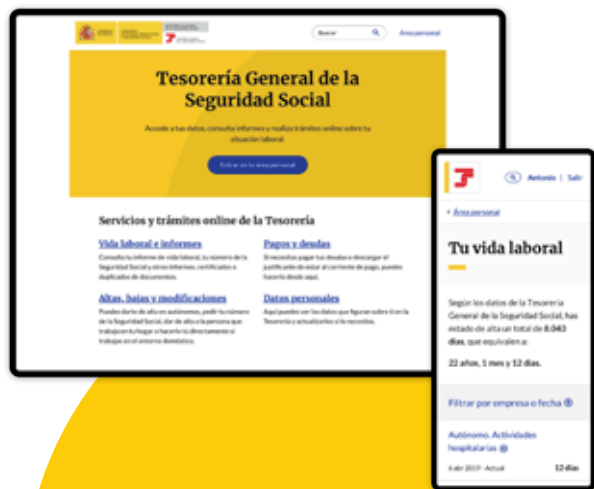 Buscar
Área personal
Tesorería General de la
Seguridad Social
Accede a tus datos, consulta informes y realiza trámites online sobre tu
situación laboral.
Entrar en tu área personal
Servicios y trámites online de la Tesorería
Vida laboral e informes
Consulta tu informe de vida laboral, tu número de la
Seguridad Social y otros informes, certificados o
duplicados de documentos.
Pagos y deudas
Si necesitas pagar tus deudas o descargar el
justificante de estar al corriente de pago, puedes
hacerlo desde aquí.
Altas, bajas y modificaciones
Puedes darte de alta en autónomos, pedir tu número
de la Seguridad Social, dar de alta a la persona que
trabaja en tu hogar o hacerlo tú directamente si
trabajas en el entorno doméstico.
Datos personales
Aquí puedes ver los datos que figuran sobre ti en la
Tesorería y actualizarlos si lo necesitas.
Antonio | Salir
Área personal
Tu vida laboral
Según los datos de la Tesorería
General de la Seguridad Social, has
estado de alta un total de 8.043
días, que equivalen a:
22 años, 1 mes y 12 días.
Filtrar por empresa o fecha
Autónomo. Actividades
hospitalarias
6 abr 2019 - Actual 12 días